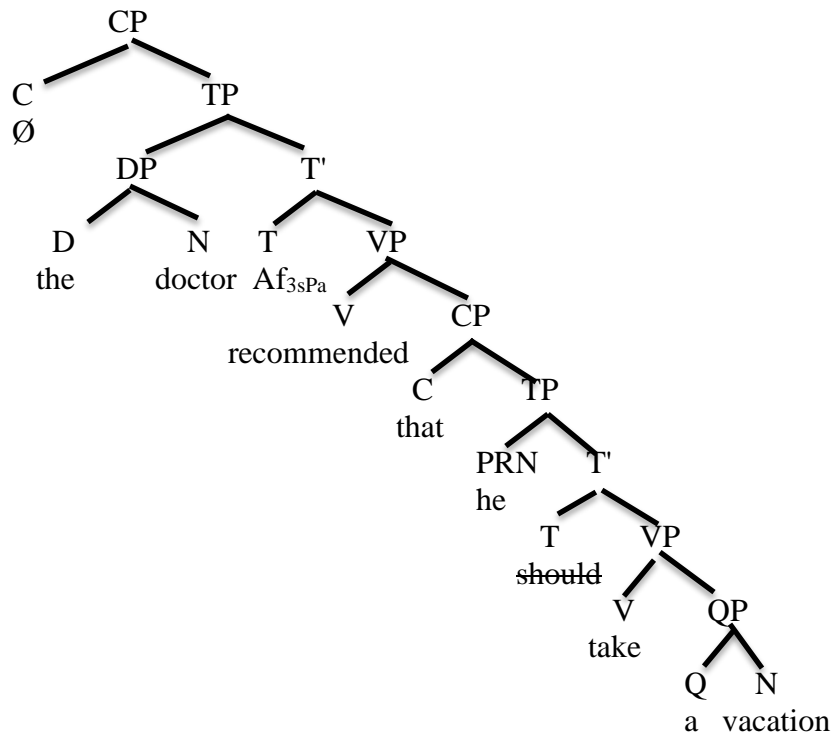 CP
C TP
Ø
DP T'
D N T VP
the doctor Af3sPa
V CP
recommended
C TP
that
PRN T'
he
T VP
should
V QP
take
Q N
a vacation